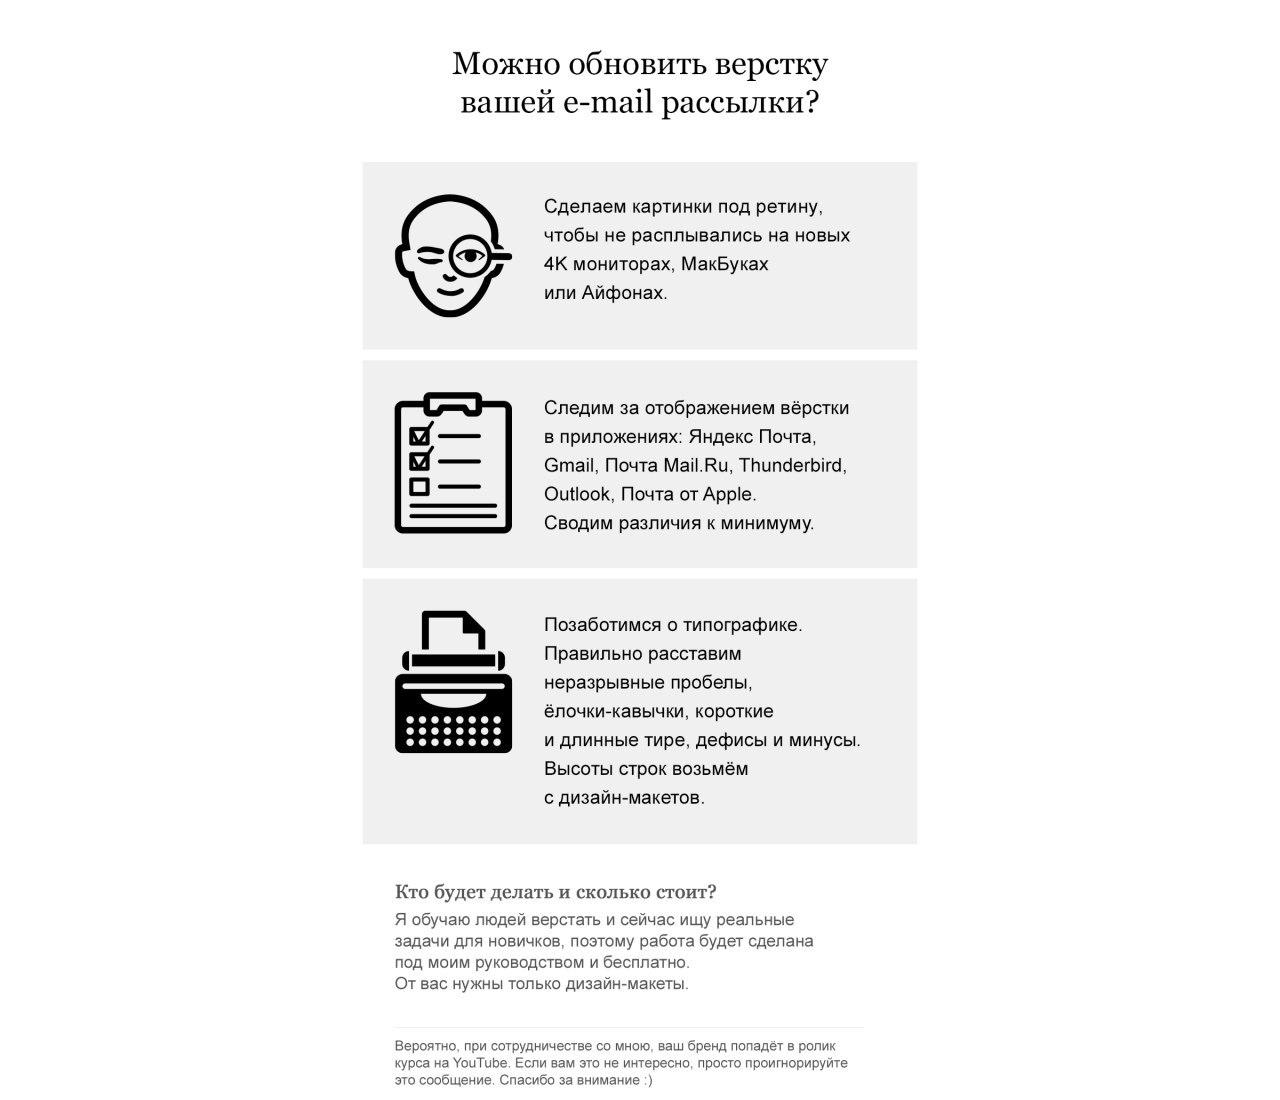 Можно обновить верстку
вашей e-mail рассылки?
Сделаем картинки под ретину,
чтобы не расплывались на новых
4K мониторах, МакБуках
или Айфонах.
Следим за отображением вёрстки
в приложениях: Яндекс Почта,
Gmail, Почта Mail.Ru, Thunderbird,
Outlook, Почта от Apple.
Сводим различия к минимуму.
Позаботимся о типографике.
Правильно расставим
неразрывные пробелы,
ёлочки-кавычки, короткие
и длинные тире, дефисы и минусы.
Высоты строк возьмём
с дизайн-макетов.
Кто будет делать и сколько стоит?
Я обучаю людей верстать и сейчас ищу реальные
задачи для новичков, поэтому работа будет сделана
под моим руководством и бесплатно.
От вас нужны только дизайн-макеты.
Вероятно, при сотрудничестве со мною, ваш бренд попадёт в ролик
курса на YouTube. Если вам это не интересно, просто проигнорируйте
это сообщение. Спасибо за внимание :)